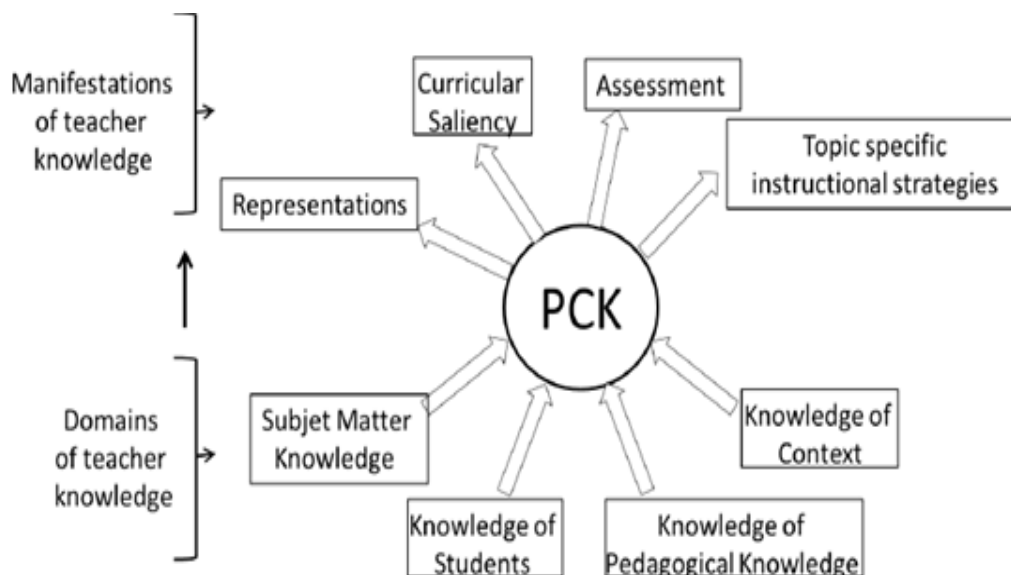 Manifestations
of teacher
knowledge
Curricular
Saliency
Assessment
Topic specific
instructional strategies
Representations
PCK
Domains
of teacher
knowledge
Subjet Matter
Knowledge
Knowledge of
Students
Knowledge of
Pedagogical Knowledge
Knowledge of
Context